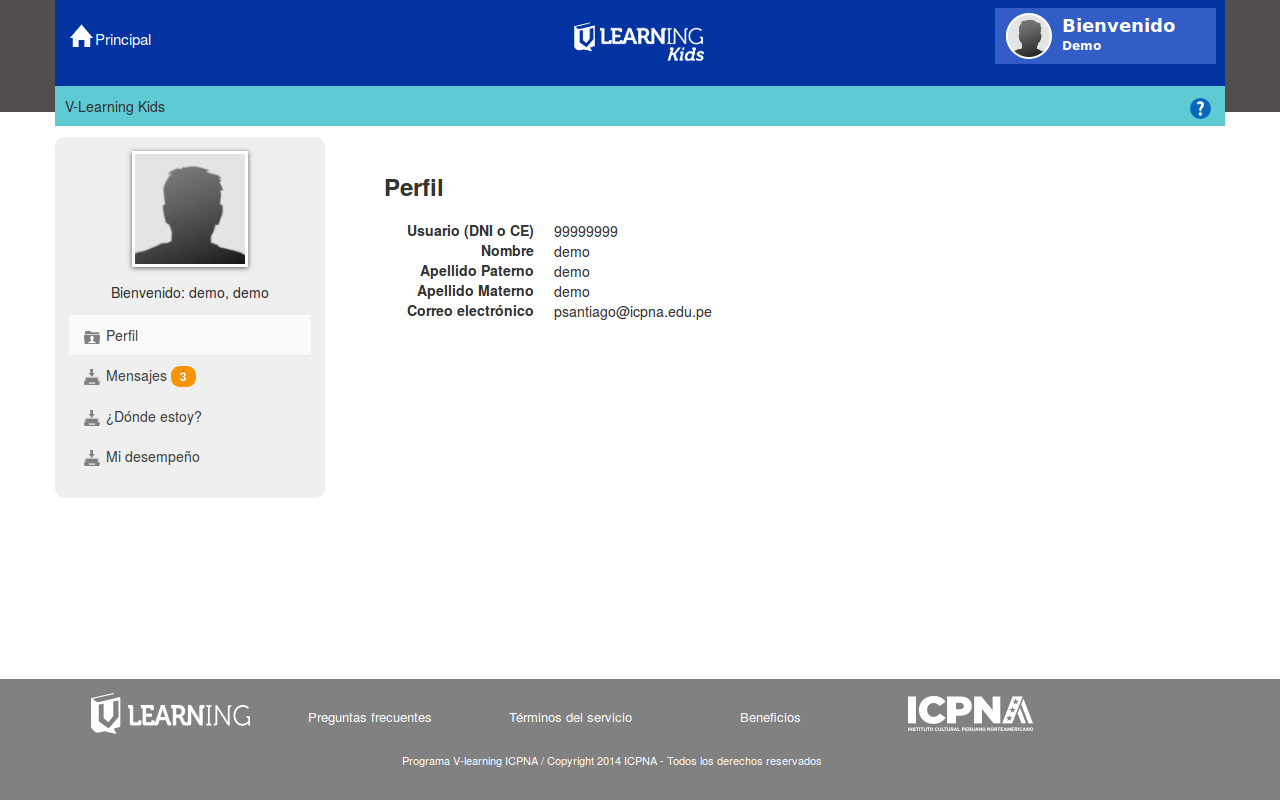 Principal
LEARNING
Kids
Bienvenido
Demo
V-Learning Kids
?
Bienvenido: demo, demo
Perfil
Mensajes 3
¿Dónde estoy?
Mi desempeño
Perfil
Usuario (DNI o CE) 99999999
Nombre demo
Apellido Paterno demo
Apellido Materno demo
Correo electrónico psantiago@icpna.edu.pe
LEARNING
Preguntas frecuentes
Términos del servicio
Beneficios
ICPNA
INSTITUTO CULTURAL PERUANO NORTEAMERICANO
Programa V-learning ICPNA / Copyright 2014 ICPNA - Todos los derechos reservados